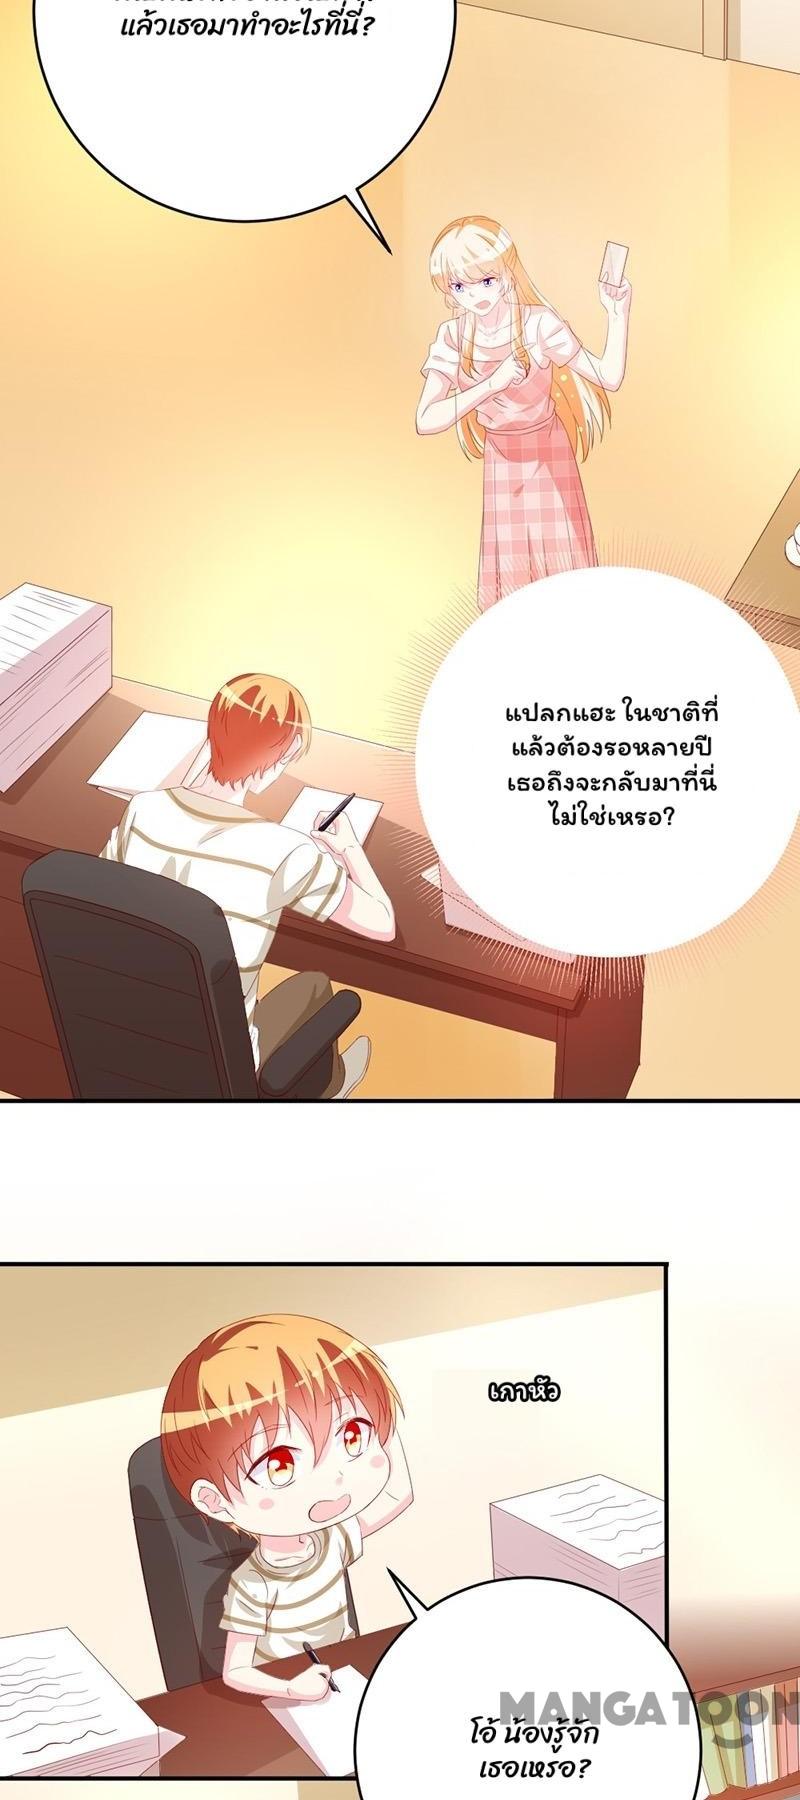 แล้วเธอมาทำอะไรที่นี่?
แปลกแฮะ ในชาติที่
แล้วต้องรอหลายปี
เธอถึงจะกลับมาที่นี่
ไม่ใช่เหรอ?
เกาหัว
โอ้ น้องรู้จัก
เธอเหรอ?
MANGATOON